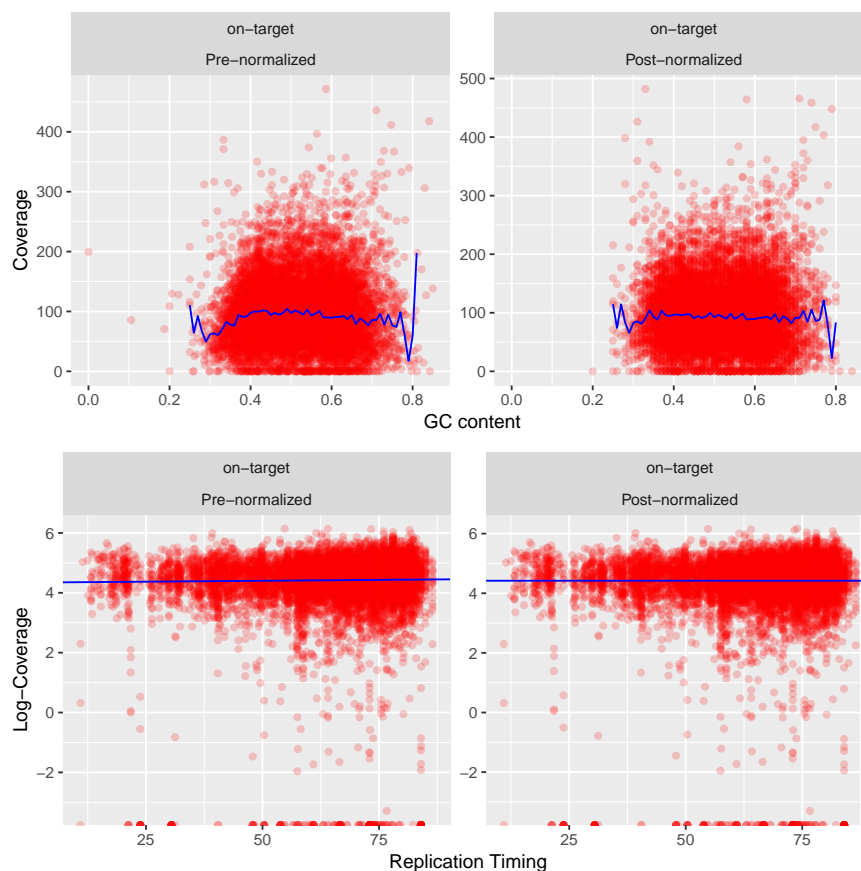 on−target
on−target
Pre−normalized
Post−normalized
Coverage
400
300
200
100
0
500
400
300
200
100
0
0.0 0.2 0.4 0.6 0.8
0.0 0.2 0.4 0.6 0.8
GC content
on−target
on−target
Pre−normalized
Post−normalized
Log−Coverage
6
4
2
0
−2
6
4
2
0
−2
25 50 75
25 50 75
Replication Timing